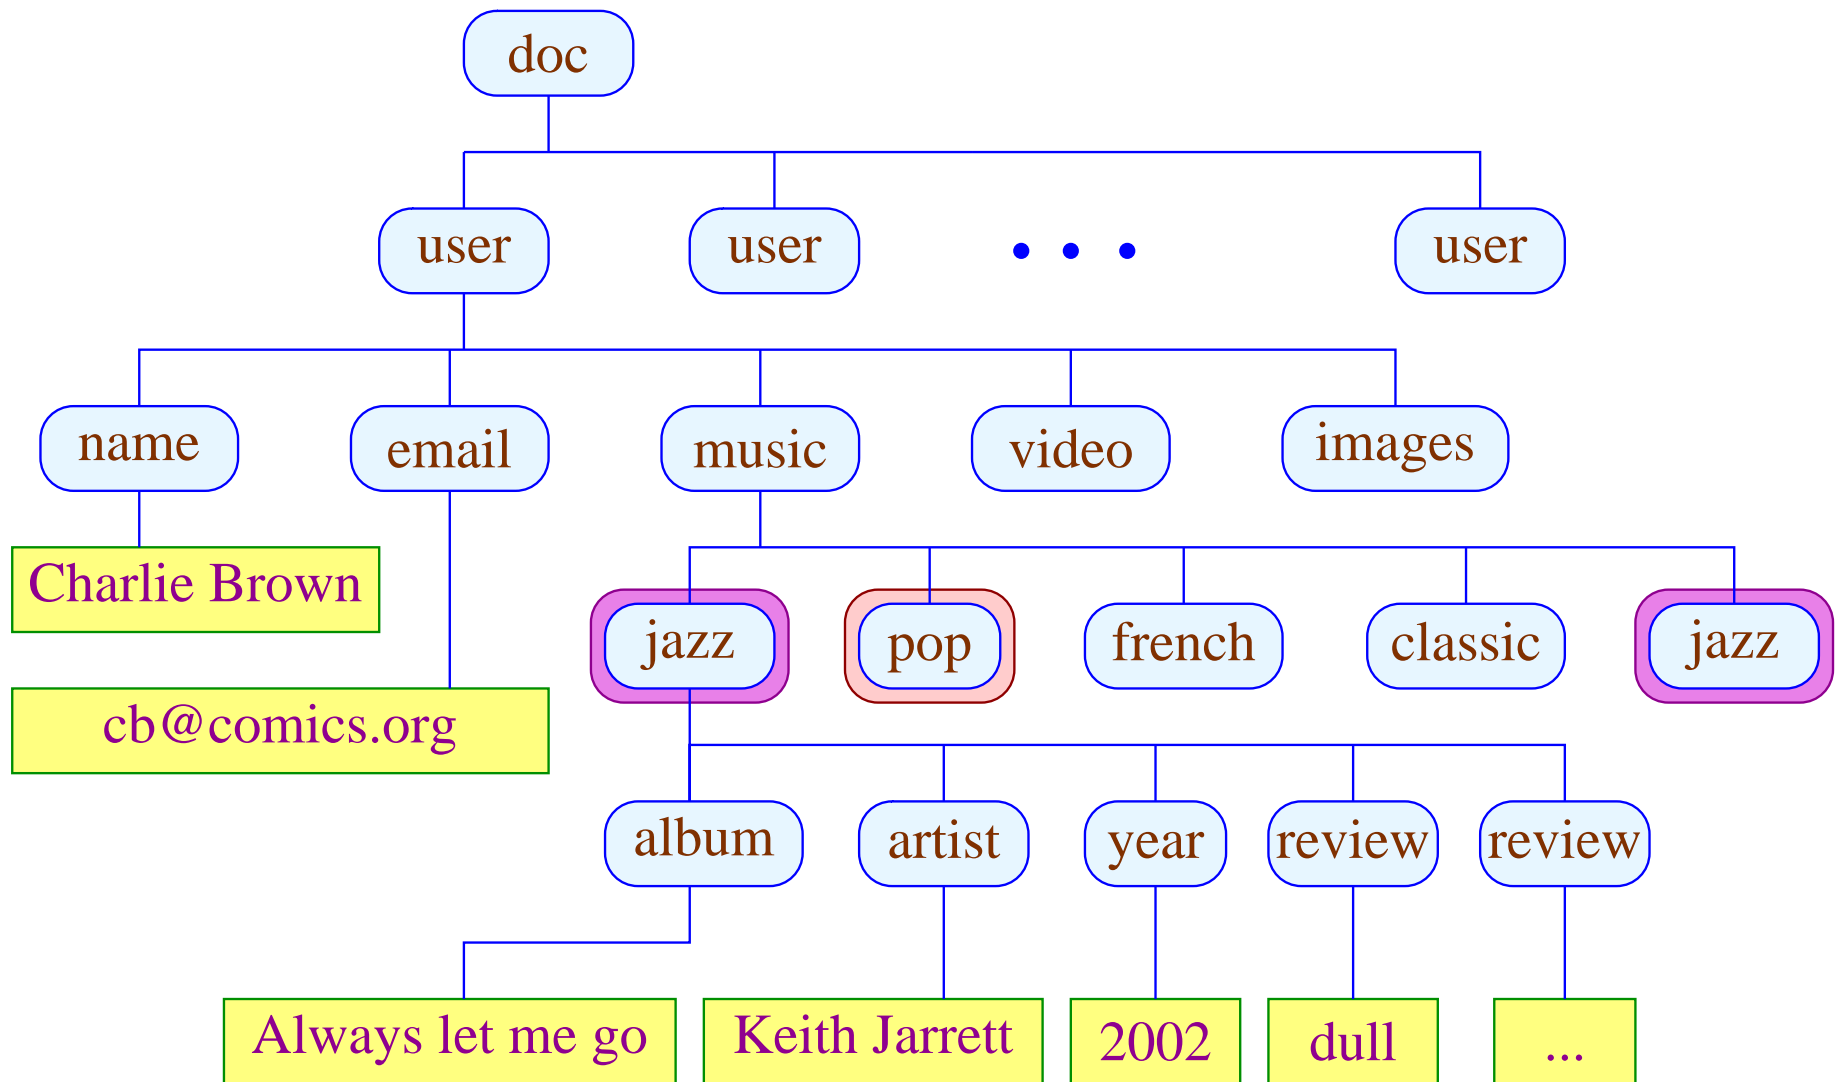 doc
user user • • • user
name email music video images
Charlie Brown
jazz pop french classic jazz
cb@comics.org
album artist year review review
Always let me go Keith Jarrett 2002 dull ...